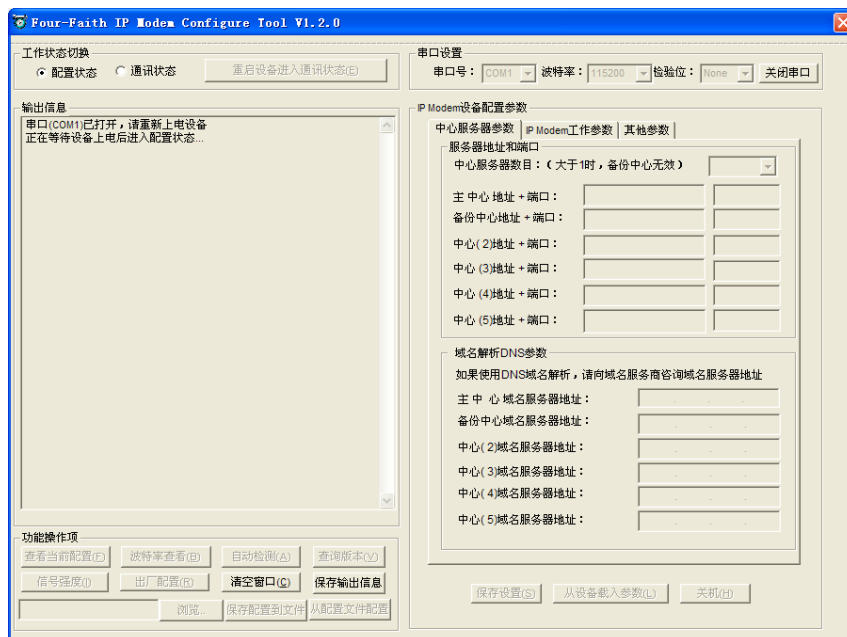 Four-Faith IP Modem Configure Tool V1.2.0
工作状态切换
配置状态 通讯状态 重启设备进入通讯状态(E)
串口设置
串口号： COM1 波特率： 115200 检验位： None 关闭串口
输出信息
串口(COM1)已打开，请重新上电设备
正在等待设备上电后进入配置状态...
IP Modem设备配置参数
中心服务器参数 IP Modem工作参数 其他参数
服务器地址和端口
中心服务器数目：（ 大于1时，备份中心无效 ）
主 中心 地址 + 端口：
备份中心地址 + 端口：
中心( 2)地址 + 端口：
中心 (3)地址 + 端口：
中心 (4)地址 + 端口：
中心 (5)地址 + 端口：
域名解析DNS参数
如果使用DNS域名解析，请向域名服务商咨询域名服务器地址
主 中 心 域名服务器地址：
备份中心域名服务器地址：
中心( 2)域名服务器地址：
中心( 3)域名服务器地址：
中心( 4)域名服务器地址：
中心( 5)域名服务器地址：
功能操作项
查看当前配置(F) 波特率查看(B) 自动检测(A) 查询版本(V)
信号强度(I) 出厂配置(R) 清空窗口(C) 保存输出信息
浏览... 保存配置到文件 从配置文件配置
保存设置(S) 从设备载入参数(L) 关机(H)